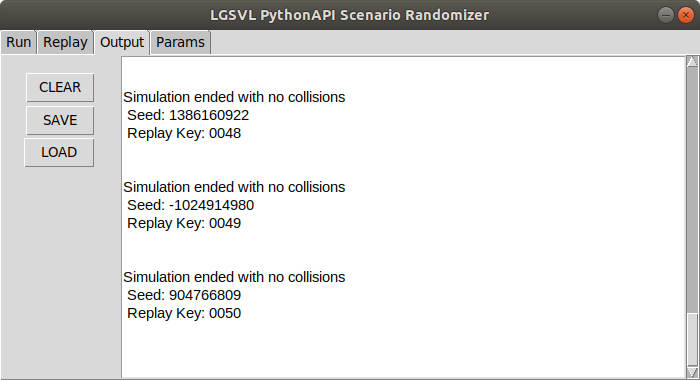 LGSVL PythonAPI Scenario Randomizer
Run Replay Output Params
CLEAR
SAVE
LOAD
Simulation ended with no collisions
Seed: 1386160922
Replay Key: 0048
Simulation ended with no collisions
Seed: -1024914980
Replay Key: 0049
Simulation ended with no collisions
Seed: 904766809
Replay Key: 0050